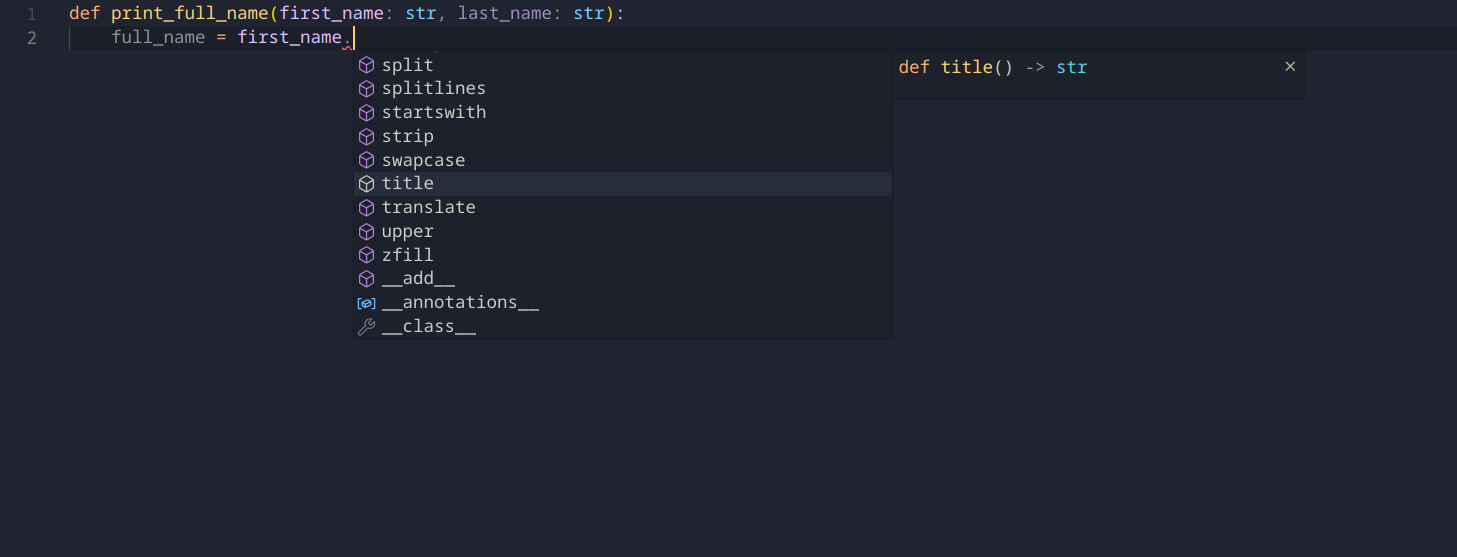 1 def print_full_name(first_name: str, last_name: str):
2     full_name = first_name.
split
splitlines
startswith
strip
swapcase
title
translate
upper
zfill
__add__
__annotations__
__class__
def title() -> str